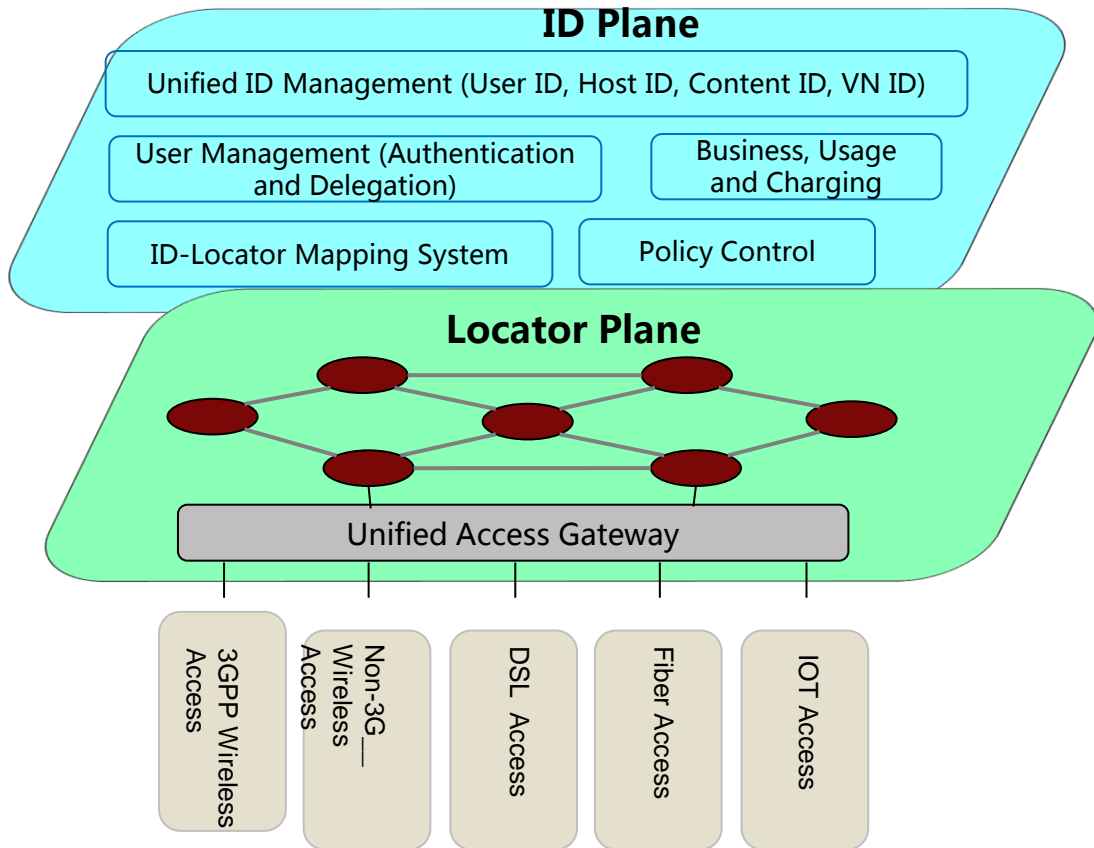 ID Plane
Unified ID Management (User ID, Host ID, Content ID, VN ID)
User Management (Authentication
and Delegation)
Business, Usage
and Charging
ID-Locator Mapping System
Policy Control
Locator Plane
Unified Access Gateway
3GPP Wireless
Access
Non-3G__
Wireless
Access
DSL Access
Fiber Access
IOT Access